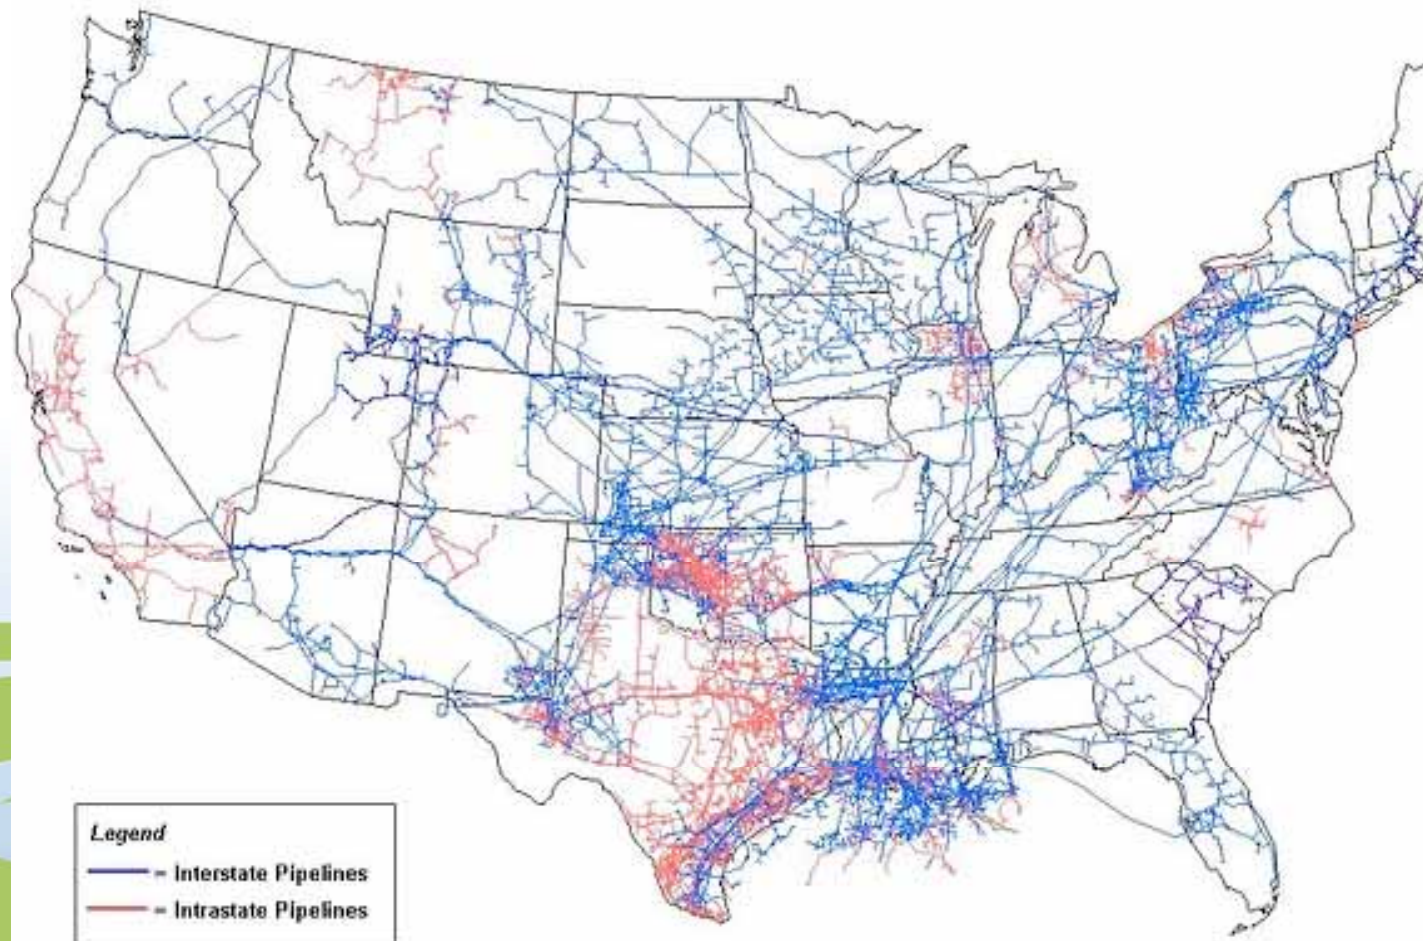 Legend
= Interstate Pipelines
= Intrastate Pipelines